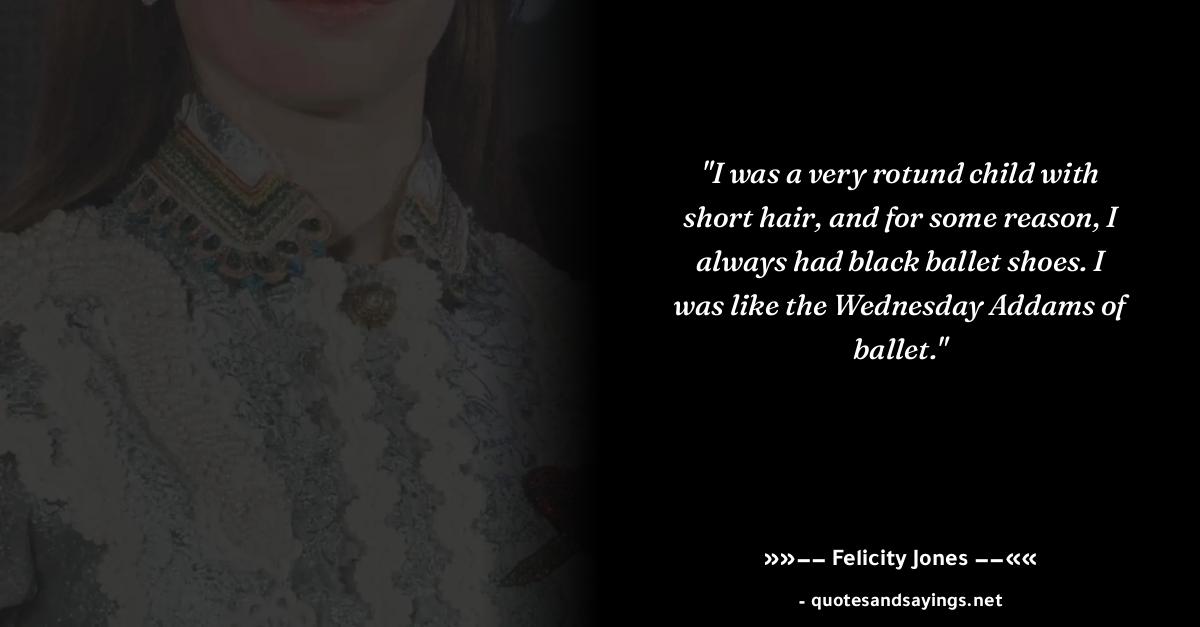 "I was a very rotund child with
short hair, and for some reason, I
always had black ballet shoes. I
was like the Wednesday Addams of
ballet."
»»−− Felicity Jones −−««
- quotesandsayings.net